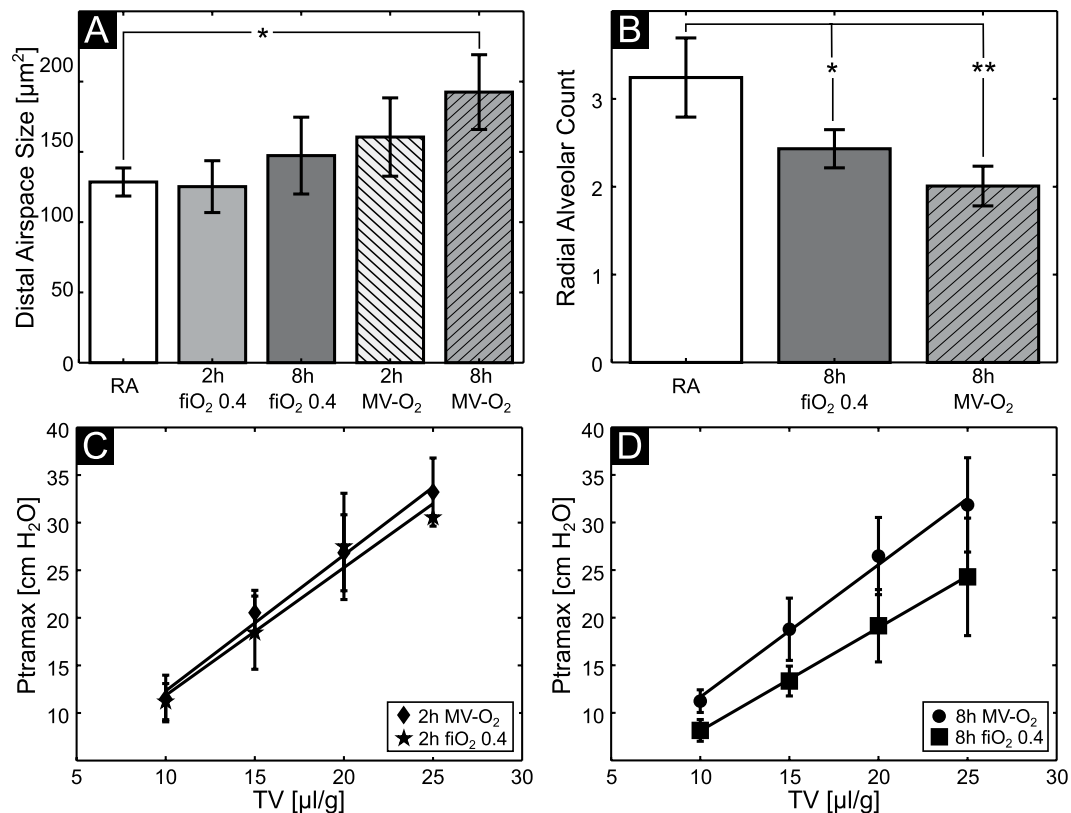 A
*
Distal Airspace Size [µm²]
200
150
100
50
0
RA
2h
fiO₂ 0.4
8h
fiO₂ 0.4
2h
MV-O₂
8h
MV-O₂
B
*
**
Radial Alveolar Count
3
2
1
0
RA
8h
fiO₂ 0.4
8h
MV-O₂
C
Ptramax [cm H₂O]
40
35
30
25
20
15
10
2h MV-O₂
2h fiO₂ 0.4
5 10 15 20 25 30
TV [µl/g]
D
Ptramax [cm H₂O]
40
35
30
25
20
15
10
8h MV-O₂
8h fiO₂ 0.4
5 10 15 20 25 30
TV [µl/g]